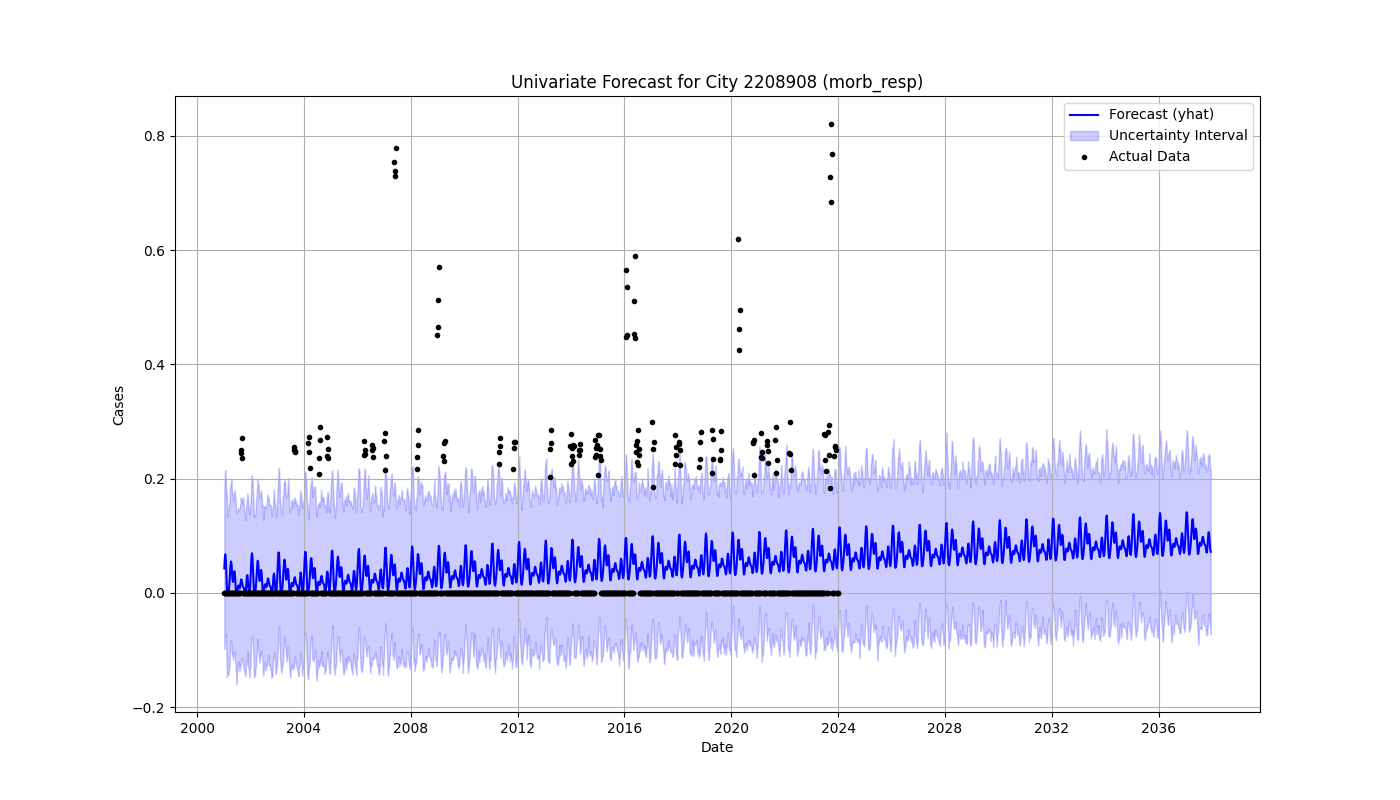 Univariate Forecast for City 2208908 (morb_resp)
Forecast (yhat)
Uncertainty Interval
Actual Data
Cases
0.8
0.6
0.4
0.2
0.0
−0.2
2000 2004 2008 2012 2016 2020 2024 2028 2032 2036
Date